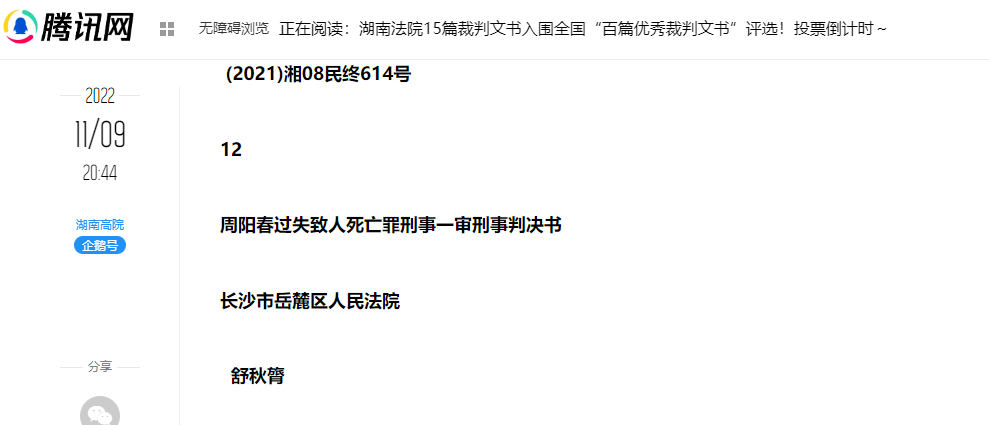 腾讯网
无障碍浏览 正在阅读：湖南法院15篇裁判文书入围全国“百篇优秀裁判文书”评选！投票倒计时～
2022
11/09
20:44
湖南高院
企鹅号
分享
(2021)湘08民终614号
12
周阳春过失致人死亡罪刑事一审刑事判决书
长沙市岳麓区人民法院
舒秋膂